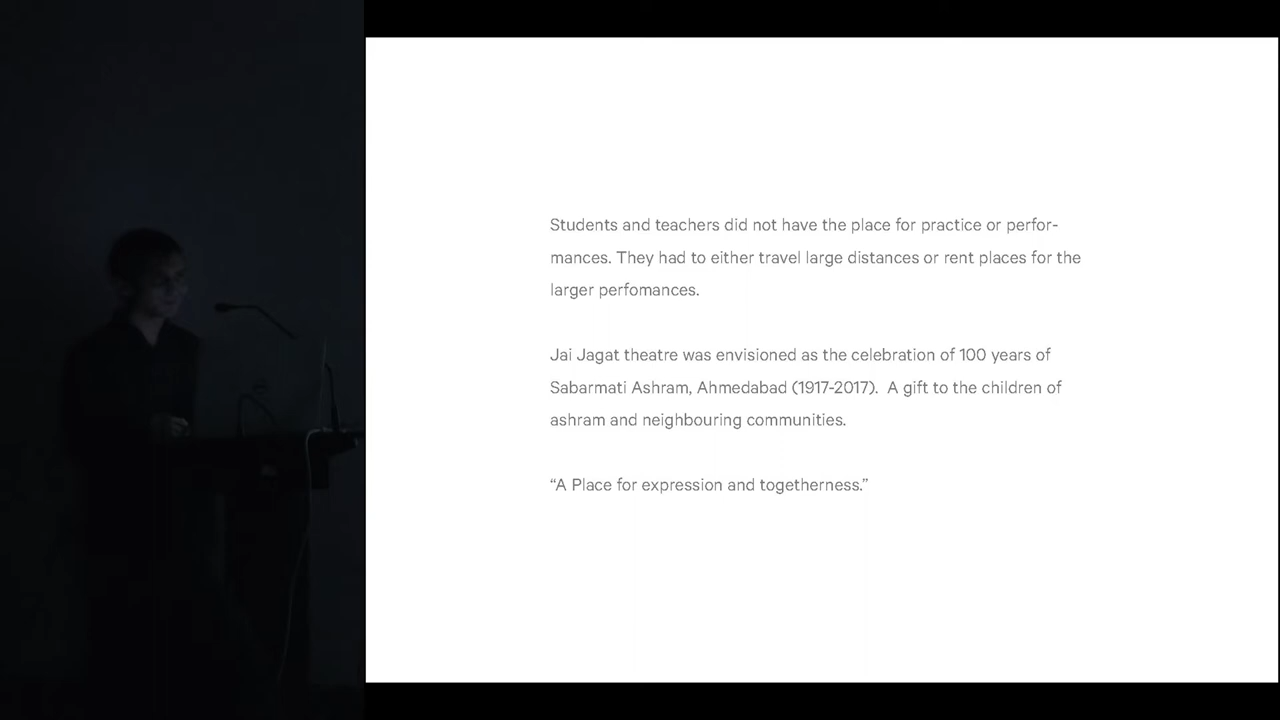 Students and teachers did not have the place for practice or perfor-
mances. They had to either travel large distances or rent places for the
larger perfomances.
Jai Jagat theatre was envisioned as the celebration of 100 years of
Sabarmati Ashram, Ahmedabad (1917-2017).  A gift to the children of
ashram and neighbouring communities.
“A Place for expression and togetherness.”